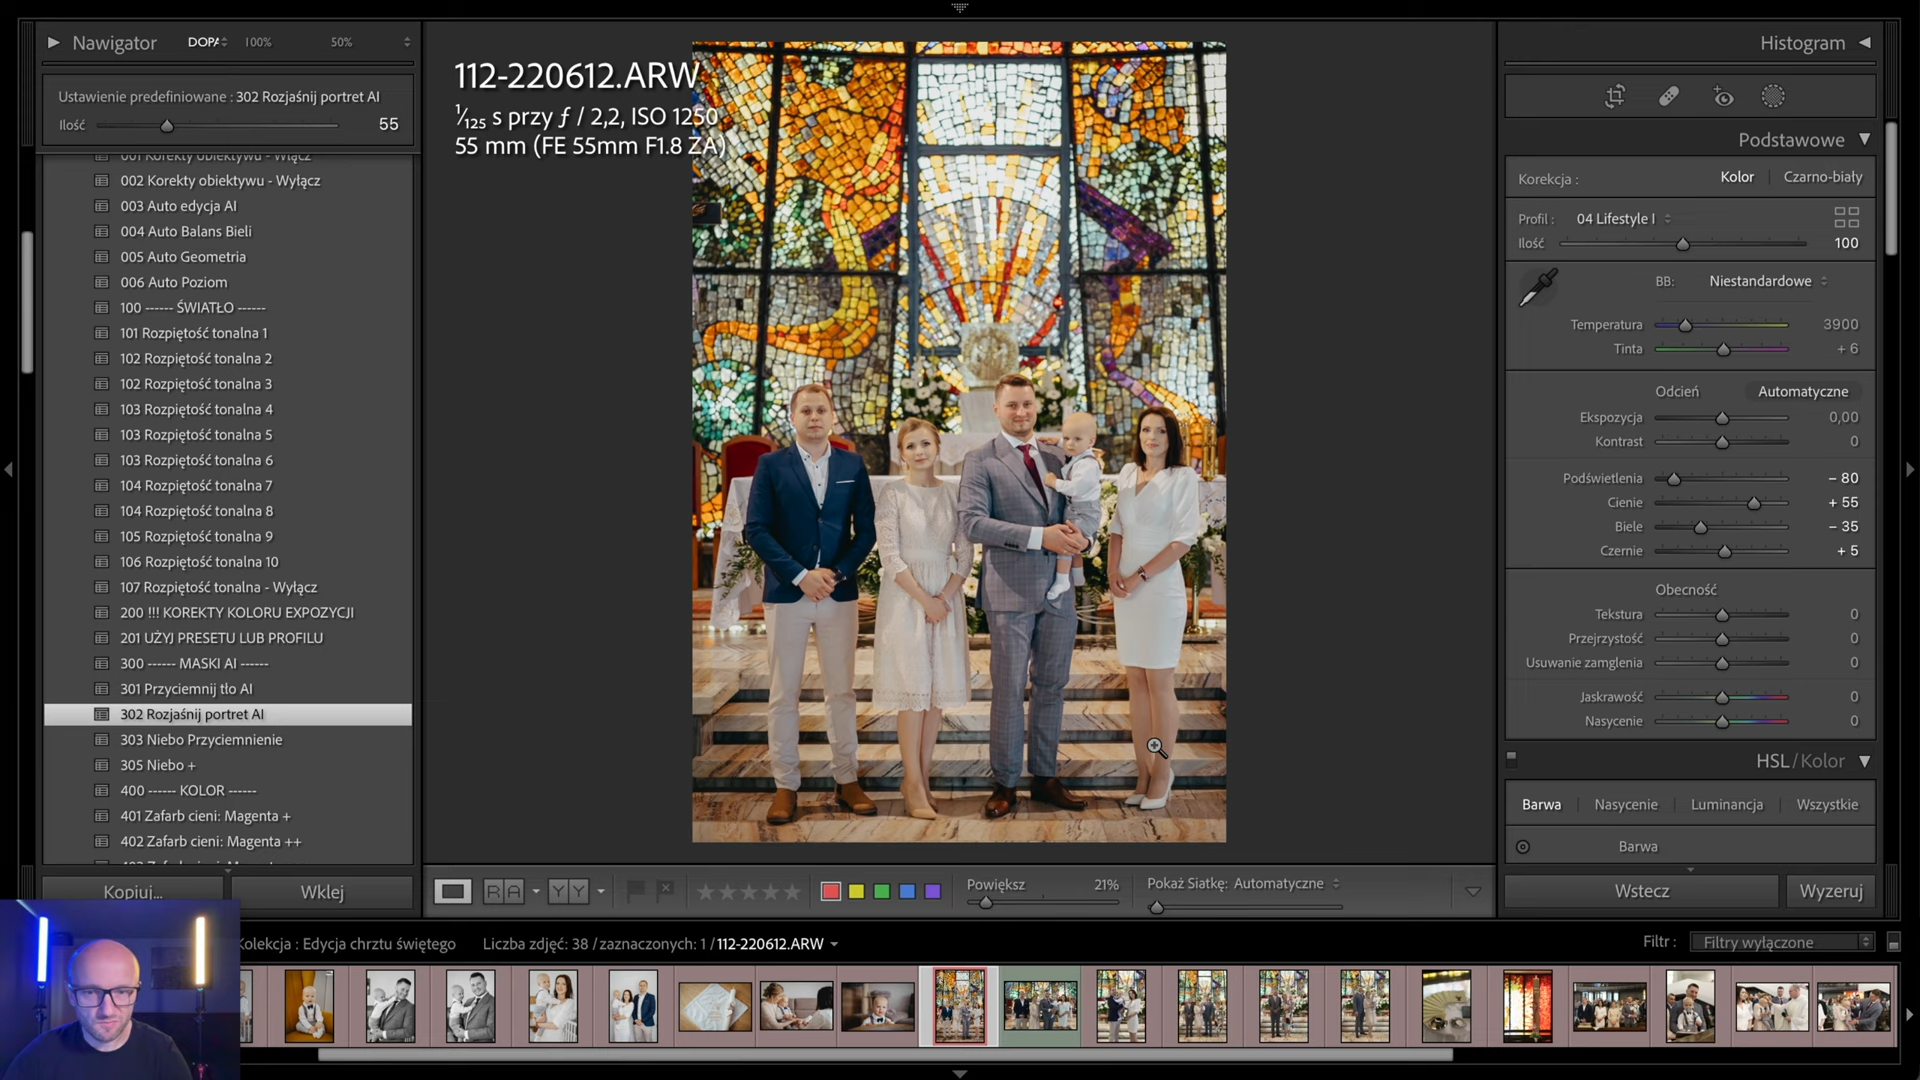 Nawigator DOPA 100% 50%
Ustawienie predefiniowane : 302 Rozjaśnij portret AI
Ilość 55
001 Korekty obiektywu - Włącz
002 Korekty obiektywu - Wyłącz
003 Auto edycja AI
004 Auto Balans Bieli
005 Auto Geometria
006 Auto Poziom
100 ------ ŚWIATŁO ------
101 Rozpiętość tonalna 1
102 Rozpiętość tonalna 2
102 Rozpiętość tonalna 3
103 Rozpiętość tonalna 4
103 Rozpiętość tonalna 5
103 Rozpiętość tonalna 6
104 Rozpiętość tonalna 7
104 Rozpiętość tonalna 8
105 Rozpiętość tonalna 9
106 Rozpiętość tonalna 10
107 Rozpiętość tonalna - Wyłącz
200 !!! KOREKTY KOLORU EXPOZYCJI
201 UŻYJ PRESETU LUB PROFILU
300 ------ MASKI AI ------
301 Przyciemnij tło AI
302 Rozjaśnij portret AI
303 Niebo Przyciemnienie
305 Niebo +
400 ------ KOLOR ------
401 Zafarb cieni: Magenta +
402 Zafarb cieni: Magenta ++
Kopiuj... Wklej
112-220612.ARW
1/125 s przy ƒ / 2,2, ISO 1250
55 mm (FE 55mm F1.8 ZA)
Histogram
Podstawowe
Korekcja : Kolor Czarno-biały
Profil : 04 Lifestyle I
Ilość 100
BB: Niestandardowe
Temperatura 3900
Tinta + 6
Odcień Automatyczne
Ekspozycja 0,00
Kontrast 0
Podświetlenia – 80
Cienie + 55
Biele – 35
Czernie + 5
Obecność
Tekstura 0
Przejrzystość 0
Usuwanie zamglenia 0
Jaskrawość 0
Nasycenie 0
HSL / Kolor
Barwa Nasycenie Luminancja Wszystkie
Barwa
Wstecz Wyzeruj
R A Y Y Powiększ 21% Pokaż Siatkę: Automatyczne
Kolekcja : Edycja chrztu świętego Liczba zdjęć: 38 / zaznaczonych: 1 / 112-220612.ARW Filtr : Filtry wyłączone